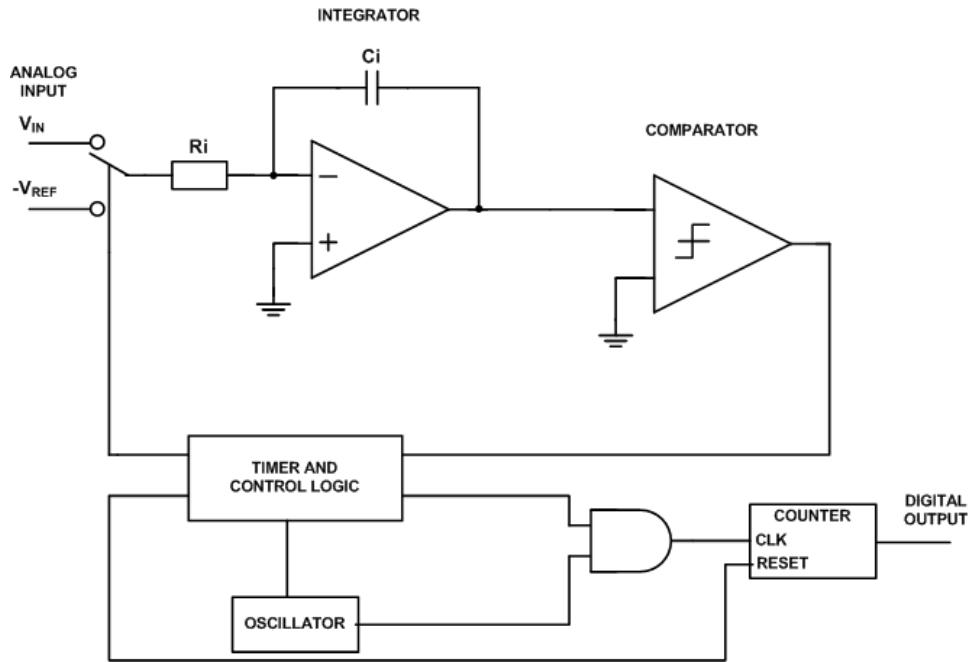 INTEGRATOR
Ci
ANALOG
INPUT
VIN
Ri
-VREF
COMPARATOR
TIMER AND
CONTROL LOGIC
OSCILLATOR
COUNTER
CLK
RESET
DIGITAL
OUTPUT